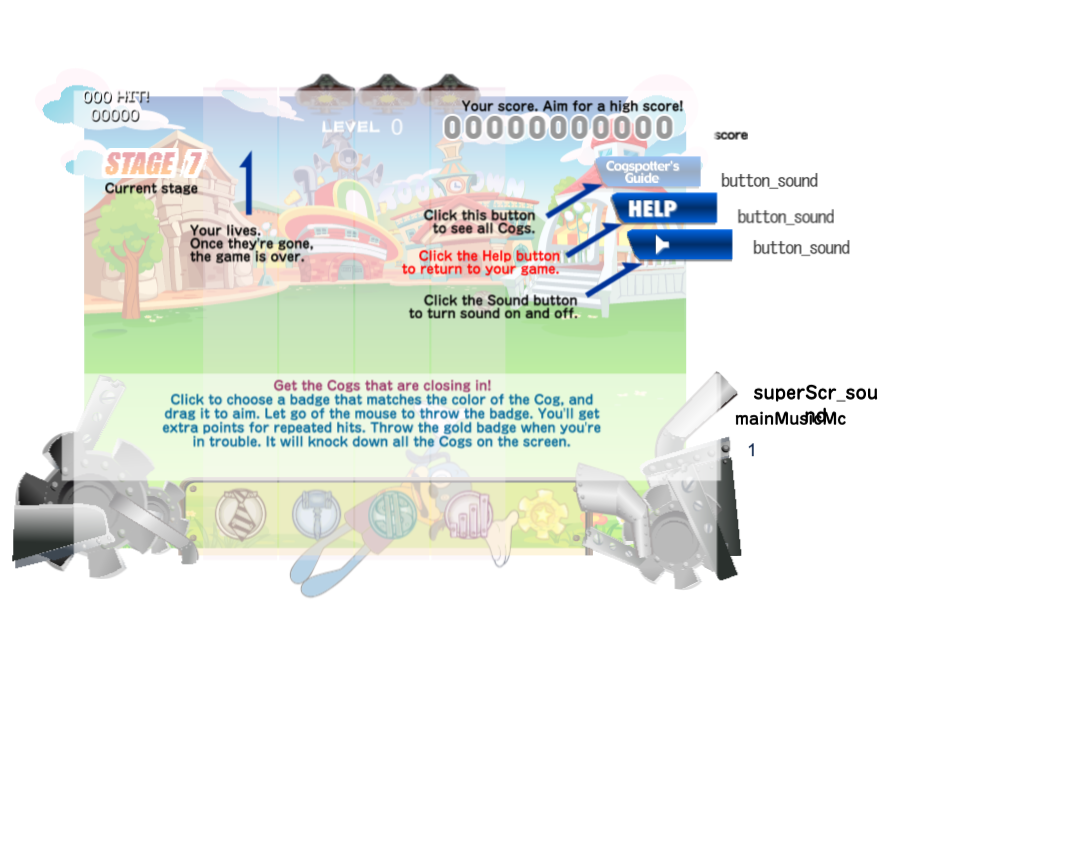 000 HIT!
00000
Your score. Aim for a high score!
LEVEL 0
00000000000
score
STAGE 7
Current stage
Cogspotter's
Guide
button_sound
HELP
button_sound
button_sound
Your lives.
Once they're gone,
the game is over.
Click this button
to see all Cogs.
Click the Help button
to return to your game.
Click the Sound button
to turn sound on and off.
Get the Cogs that are closing in!
Click to choose a badge that matches the color of the Cog, and
drag it to aim. Let go of the mouse to throw the badge. You'll get
extra points for repeated hits. Throw the gold badge when you're
in trouble. It will knock down all the Cogs on the screen.
superScr_sou
nd
mainMusicMc
1